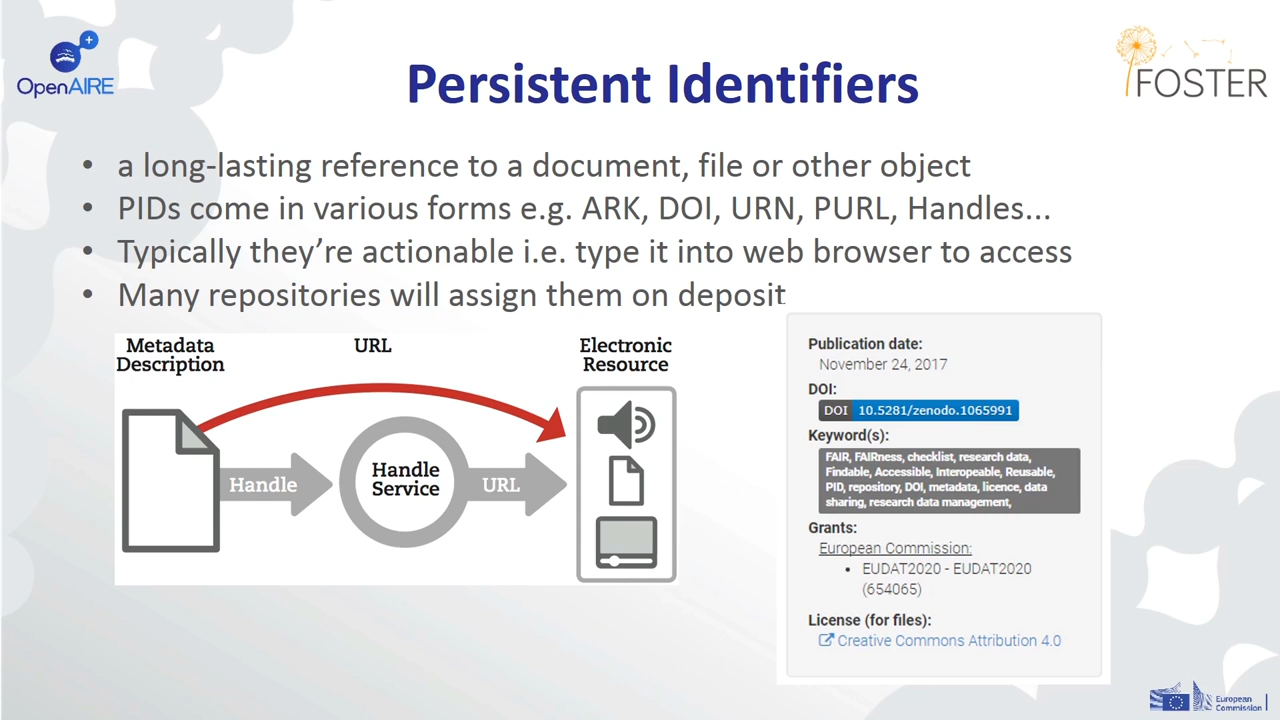 OpenAIRE
FOSTER
Persistent Identifiers
• a long-lasting reference to a document, file or other object
• PIDs come in various forms e.g. ARK, DOI, URN, PURL, Handles...
• Typically they’re actionable i.e. type it into web browser to access
• Many repositories will assign them on deposit
Metadata
Description
URL
Electronic
Resource
Handle
Handle
Service
URL
Publication date:
November 24, 2017
DOI:
DOI 10.5281/zenodo.1065991
Keyword(s):
FAIR, FAIRness, checklist, research data,
Findable, Accessible, Interopeable, Reusable,
PID, repository, DOI, metadata, licence, data
sharing, research data management,
Grants:
European Commission:
• EUDAT2020 - EUDAT2020
(654065)
License (for files):
Creative Commons Attribution 4.0
European
Commission